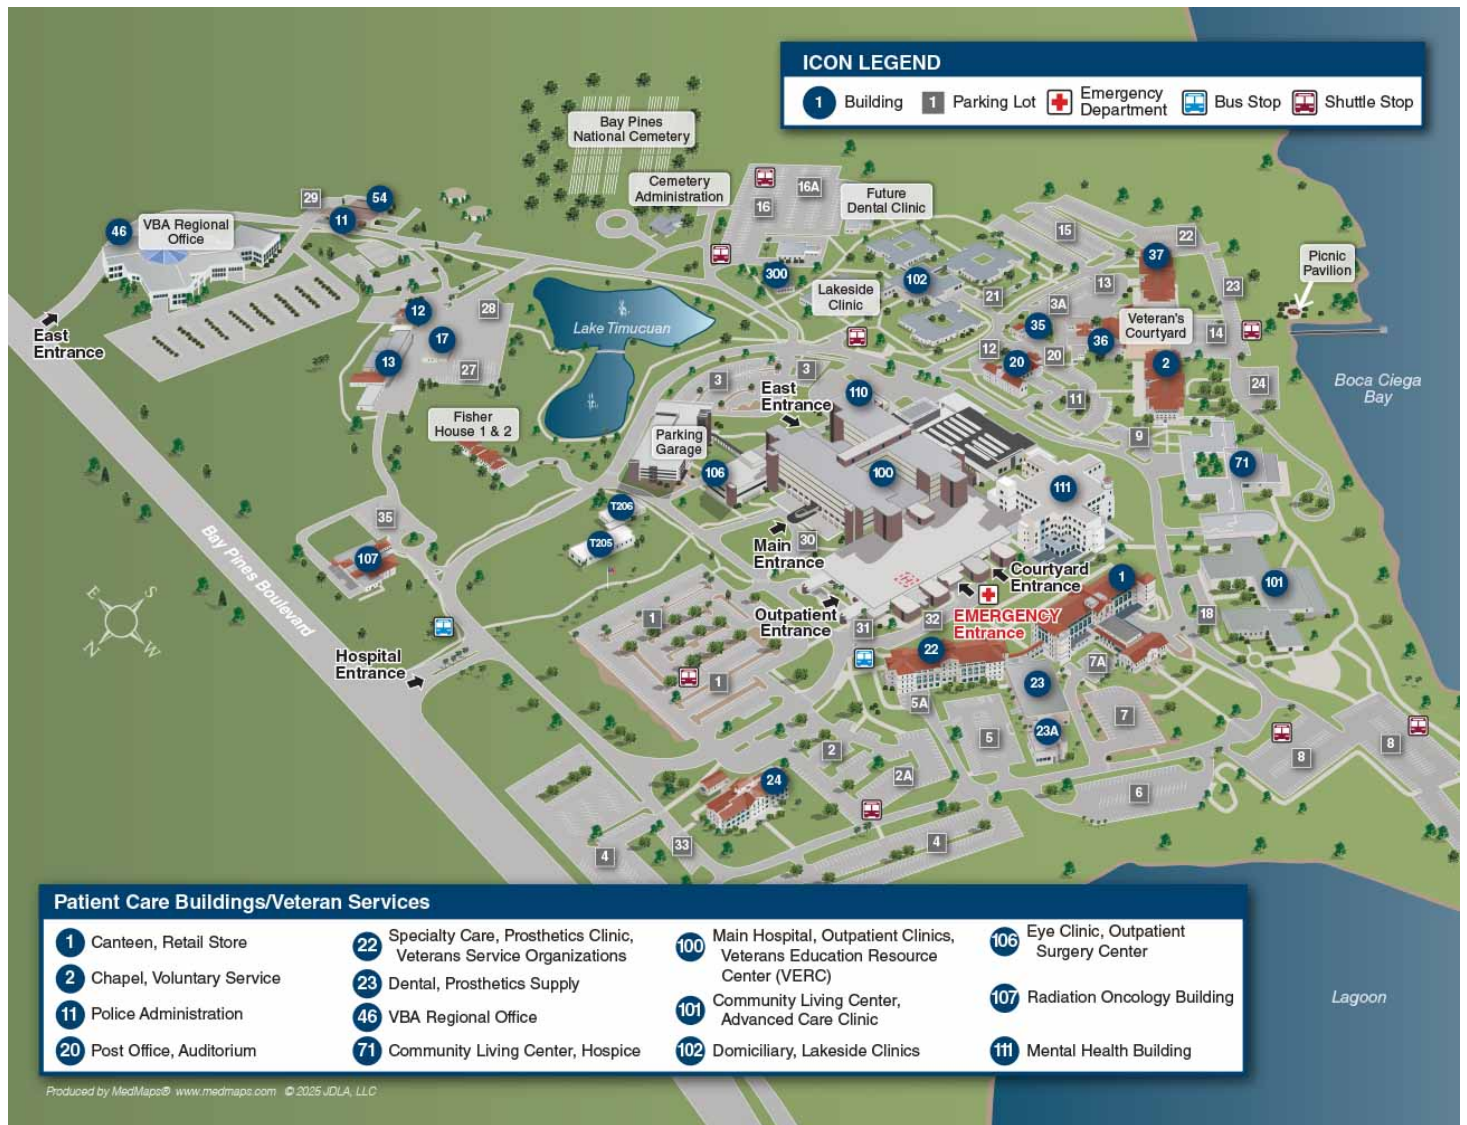 ICON LEGEND
1 Building
1 Parking Lot
Emergency
Department
Bus Stop
Shuttle Stop
Bay Pines
National Cemetery
Cemetery
Administration
16A
16
Future
Dental Clinic
29
54
11
46
VBA Regional
Office
15
22
37
Picnic
Pavilion
300
102
Lakeside
Clinic
21
13
23
3A
12
28
17
Lake Timucuan
35
36
Veteran's
Courtyard
14
East
Entrance
13
27
12
20
20
2
24
Boca Ciega
Bay
3
3
East
Entrance
110
11
Fisher
House 1 & 2
Parking
Garage
9
106
100
111
71
T206
35
T205
30
Main
Entrance
107
Bay Pines Boulevard
Courtyard
Entrance
1
101
E
S
N
W
Outpatient
Entrance
EMERGENCY
Entrance
1
31
32
18
22
Hospital
Entrance
1
7A
23
5A
7
23A
5
2
8
8
24
2A
6
4
33
4
Patient Care Buildings/Veteran Services
1 Canteen, Retail Store
2 Chapel, Voluntary Service
11 Police Administration
20 Post Office, Auditorium
22 Specialty Care, Prosthetics Clinic,
Veterans Service Organizations
23 Dental, Prosthetics Supply
46 VBA Regional Office
71 Community Living Center, Hospice
100 Main Hospital, Outpatient Clinics,
Veterans Education Resource
Center (VERC)
101 Community Living Center,
Advanced Care Clinic
102 Domiciliary, Lakeside Clinics
106 Eye Clinic, Outpatient
Surgery Center
107 Radiation Oncology Building
111 Mental Health Building
Lagoon
Produced by MedMaps® www.medmaps.com © 2025 JDLA, LLC